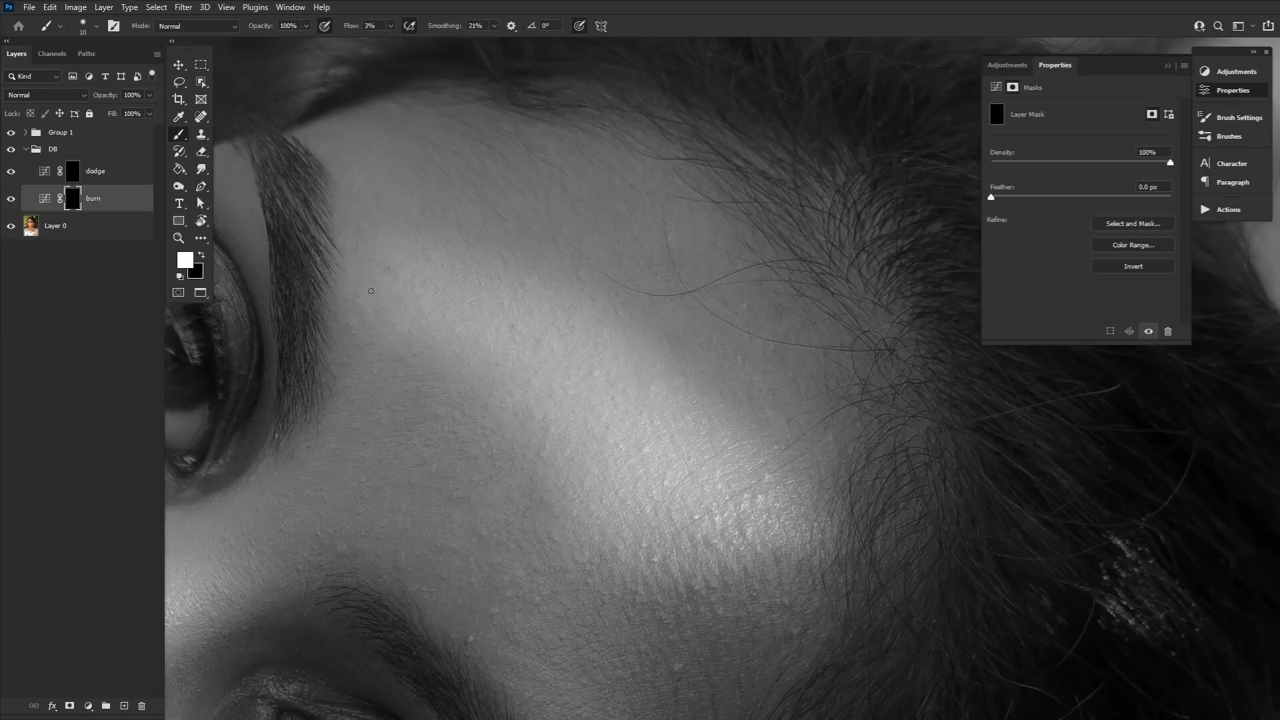 Ps File Edit Image Layer Type Select Filter 3D View Plugins Window Help
10 Mode: Normal Opacity: 100% Flow: 3% Smoothing: 21% 0°
Layers Channels Paths
Kind
Normal Opacity: 100%
Lock: Fill: 100%
Group 1
DB
dodge
burn
Layer 0
Adjustments Properties
Masks
Layer Mask
Density: 100%
Feather: 0.0 px
Refine: Select and Mask...
Color Range...
Invert
Adjustments
Properties
Brush Settings
Brushes
Character
Paragraph
Actions